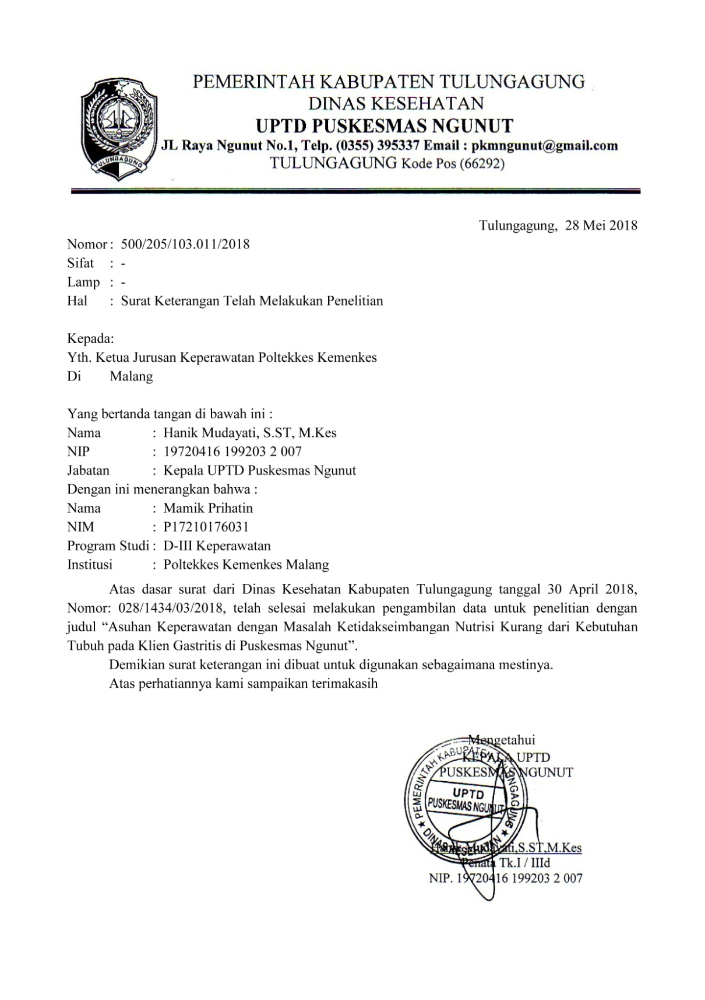 PEMERINTAH KABUPATEN TULUNGAGUNG
DINAS KESEHATAN
UPTD PUSKESMAS NGUNUT
JL Raya Ngunut No.1, Telp. (0355) 395337 Email : pkmngunut@gmail.com
TULUNGAGUNG Kode Pos (66292)
TULUNGAGUNG
Tulungagung, 28 Mei 2018
Nomor : 500/205/103.011/2018
Sifat : -
Lamp : -
Hal : Surat Keterangan Telah Melakukan Penelitian
Kepada:
Yth. Ketua Jurusan Keperawatan Poltekkes Kemenkes
Di Malang
Yang bertanda tangan di bawah ini :
Nama : Hanik Mudayati, S.ST, M.Kes
NIP : 19720416 199203 2 007
Jabatan : Kepala UPTD Puskesmas Ngunut
Dengan ini menerangkan bahwa :
Nama : Mamik Prihatin
NIM : P17210176031
Program Studi : D-III Keperawatan
Institusi : Poltekkes Kemenkes Malang
Atas dasar surat dari Dinas Kesehatan Kabupaten Tulungagung tanggal 30 April 2018,
Nomor: 028/1434/03/2018, telah selesai melakukan pengambilan data untuk penelitian dengan
judul “Asuhan Keperawatan dengan Masalah Ketidakseimbangan Nutrisi Kurang dari Kebutuhan
Tubuh pada Klien Gastritis di Puskesmas Ngunut”.
Demikian surat keterangan ini dibuat untuk digunakan sebagaimana mestinya.
Atas perhatiannya kami sampaikan terimakasih
Mengetahui
KEPALA UPTD
PUSKESMAS NGUNUT
PEMERINTAH KABUPATEN TULUNGAGUNG
UPTD
PUSKESMAS NGUNUT
★ DINAS KESEHATAN ★
Hanik Mudayati,S.ST,M.Kes
Penata Tk.I / IIId
NIP. 19720416 199203 2 007